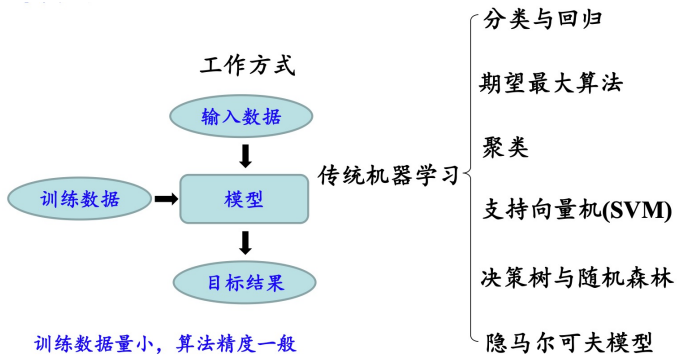 工作方式
输入数据
训练数据
模型
目标结果
训练数据量小，算法精度一般
传统机器学习
分类与回归
期望最大算法
聚类
支持向量机(SVM)
决策树与随机森林
隐马尔可夫模型